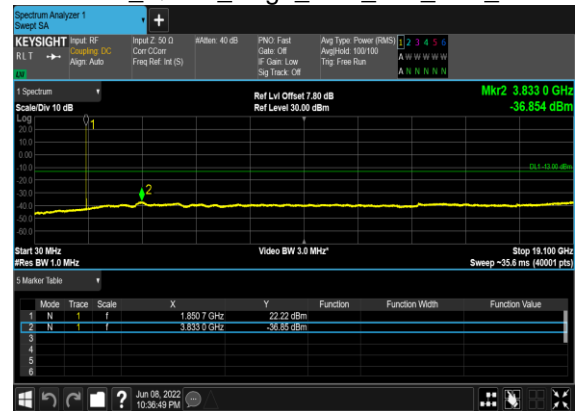 Spectrum Analyzer 1
Swept SA
KEYSIGHT Input: RF Input Z: 50 Ω #Atten: 40 dB PNO: Fast Avg Type: Power (RMS) 1 2 3 4 5 6
RLT Coupling: DC Corr CCorr Gate: Off Avg|Hold: 100/100 A W W W W W
Align: Auto Freq Ref: Int (S) IF Gain: Low Trig: Free Run
Sig Track: Off A N N N N N
LXI
1 Spectrum Ref Lvl Offset 7.80 dB Mkr2 3.833 0 GHz
Scale/Div 10 dB Ref Level 30.00 dBm -36.854 dBm
Log
20.0
10.0
0.00
-10.0
DL1 -13.00 dBm
-20.0
-30.0
-40.0
-50.0
-60.0
1
2
Start 30 MHz Video BW 3.0 MHz* Stop 19.100 GHz
#Res BW 1.0 MHz Sweep ~35.6 ms (40001 pts)
5 Marker Table
Mode Trace Scale X Y Function Function Width Function Value
1 N 1 f 1.850 7 GHz 22.22 dBm
2 N 1 f 3.833 0 GHz -36.85 dBm
3
4
5
6
? Jun 08, 2022
10:36:49 PM